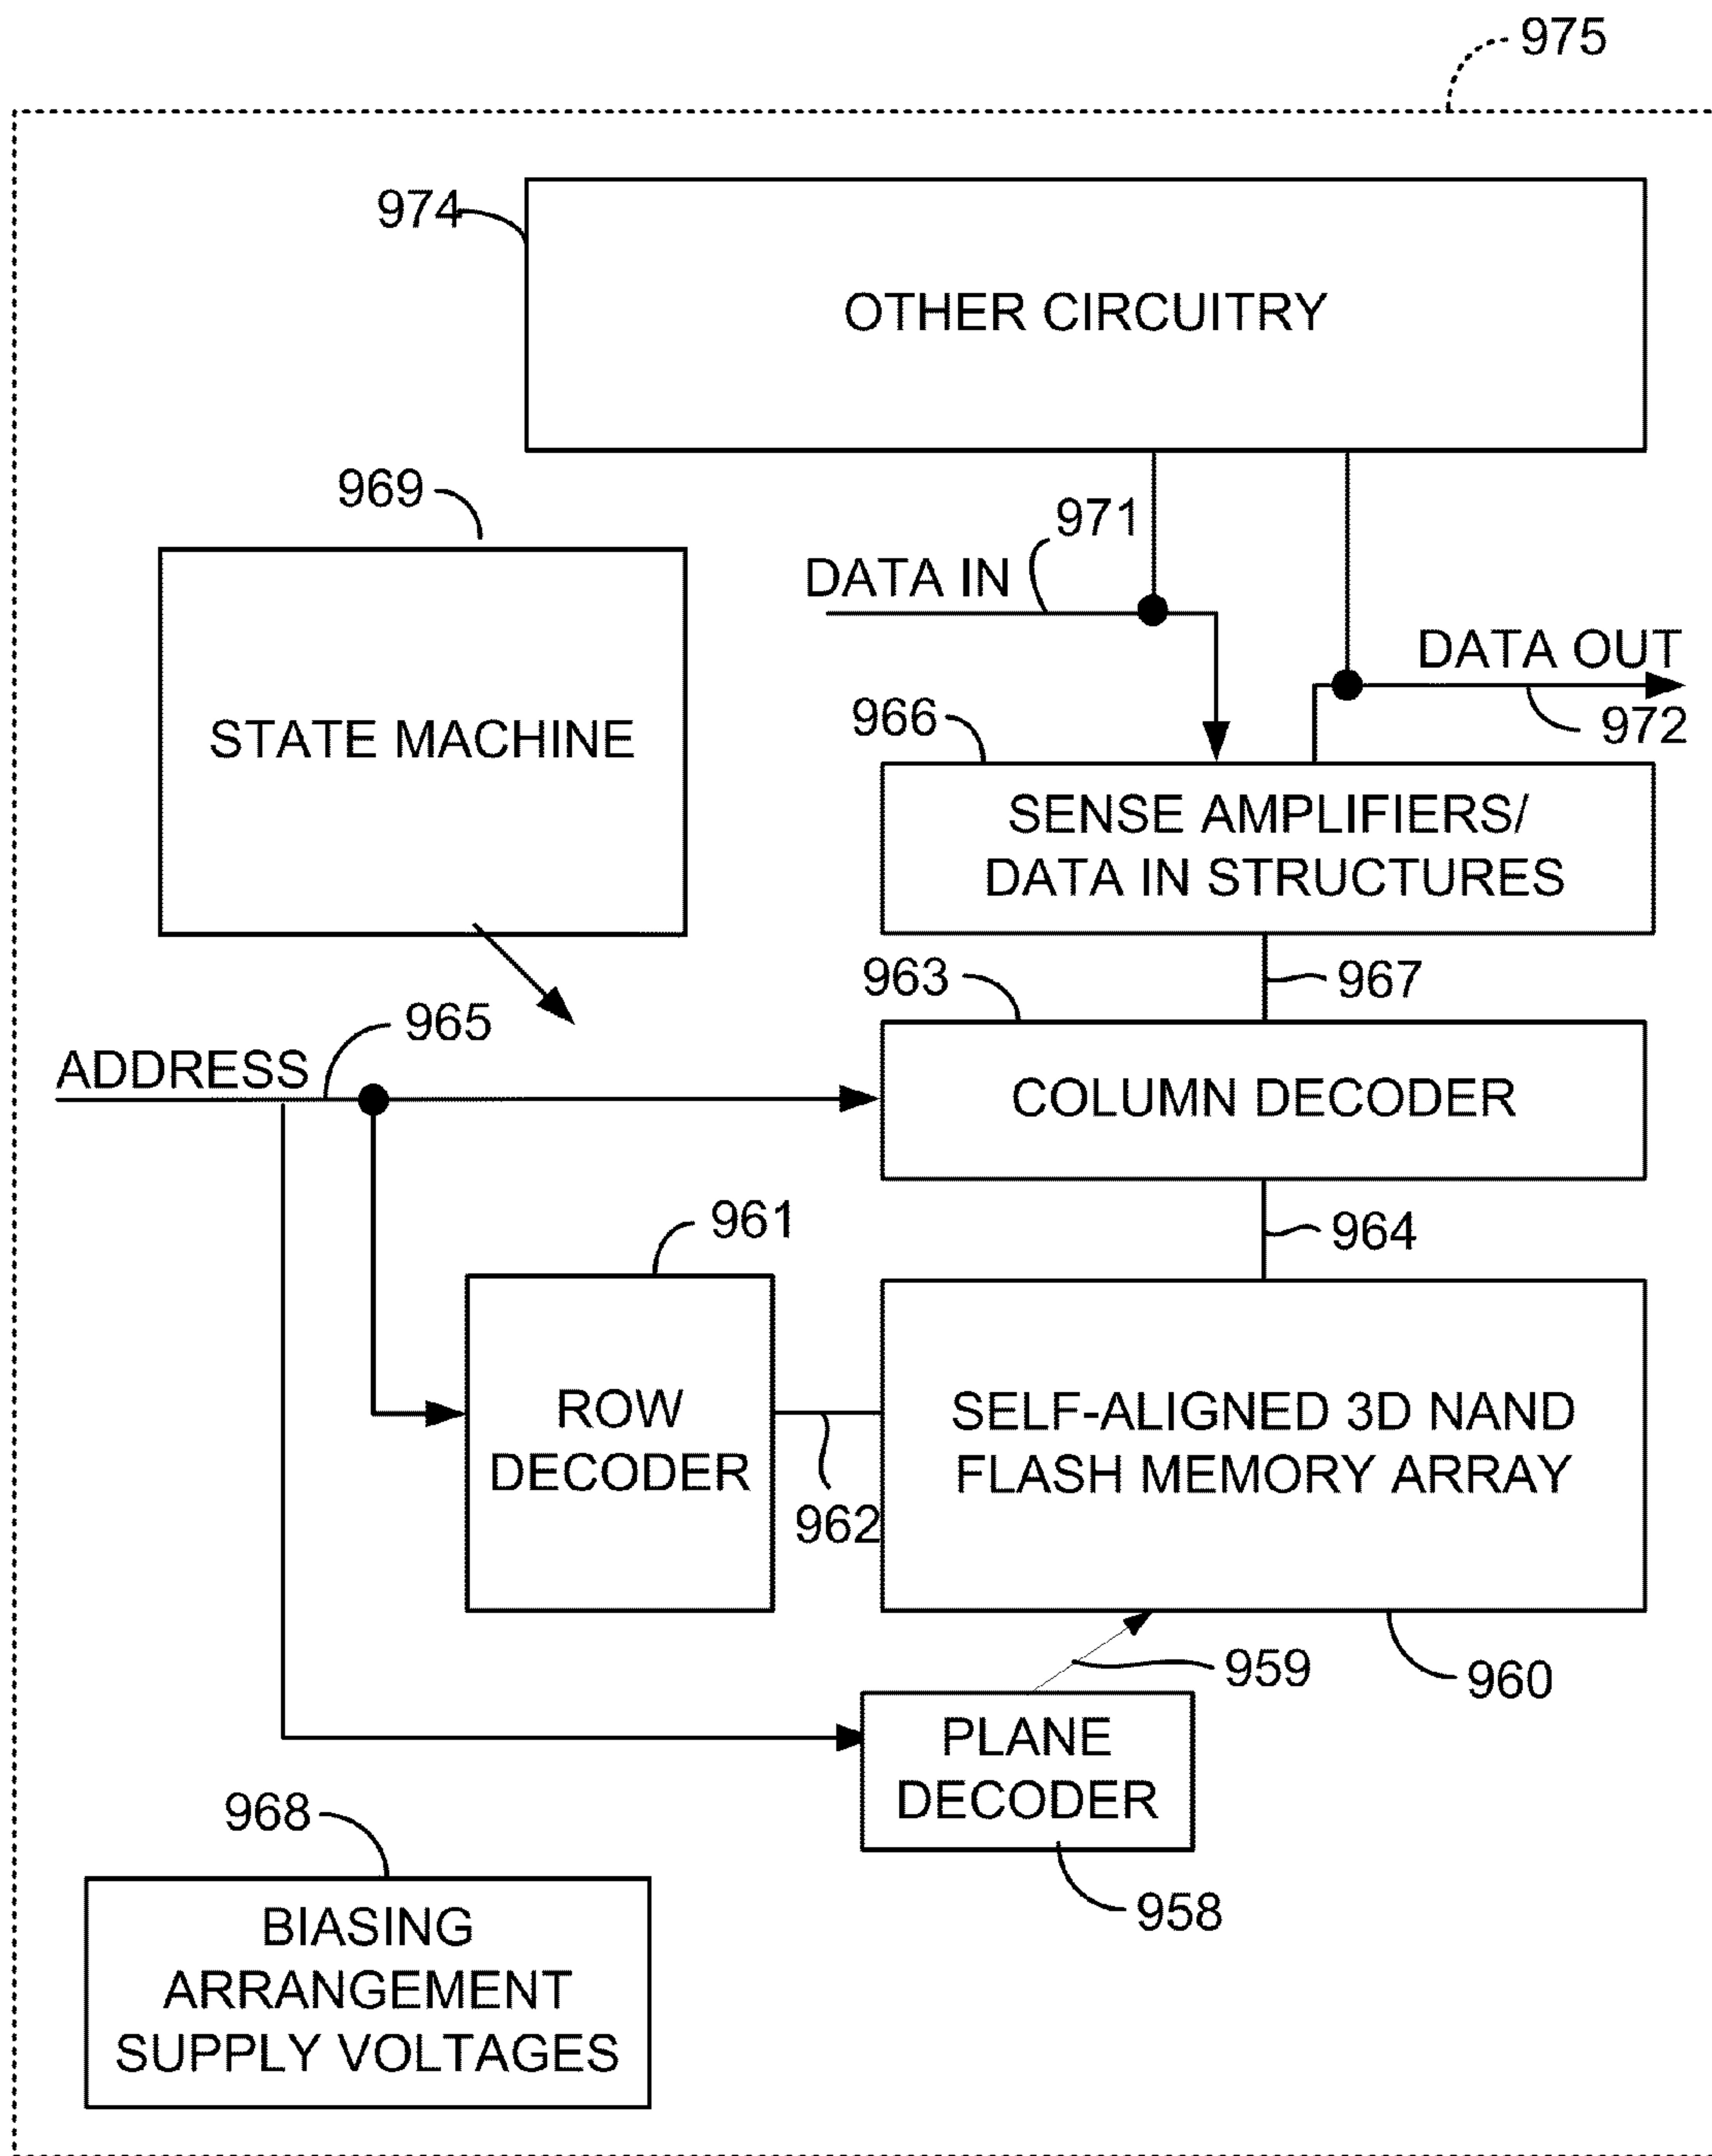 975
974
OTHER CIRCUITRY
969
971
DATA IN
DATA OUT
972
966
STATE MACHINE
SENSE AMPLIFIERS/
DATA IN STRUCTURES
963
967
965
ADDRESS
COLUMN DECODER
961
964
ROW
DECODER
SELF-ALIGNED 3D NAND
FLASH MEMORY ARRAY
962
959
960
PLANE
DECODER
968
958
BIASING
ARRANGEMENT
SUPPLY VOLTAGES